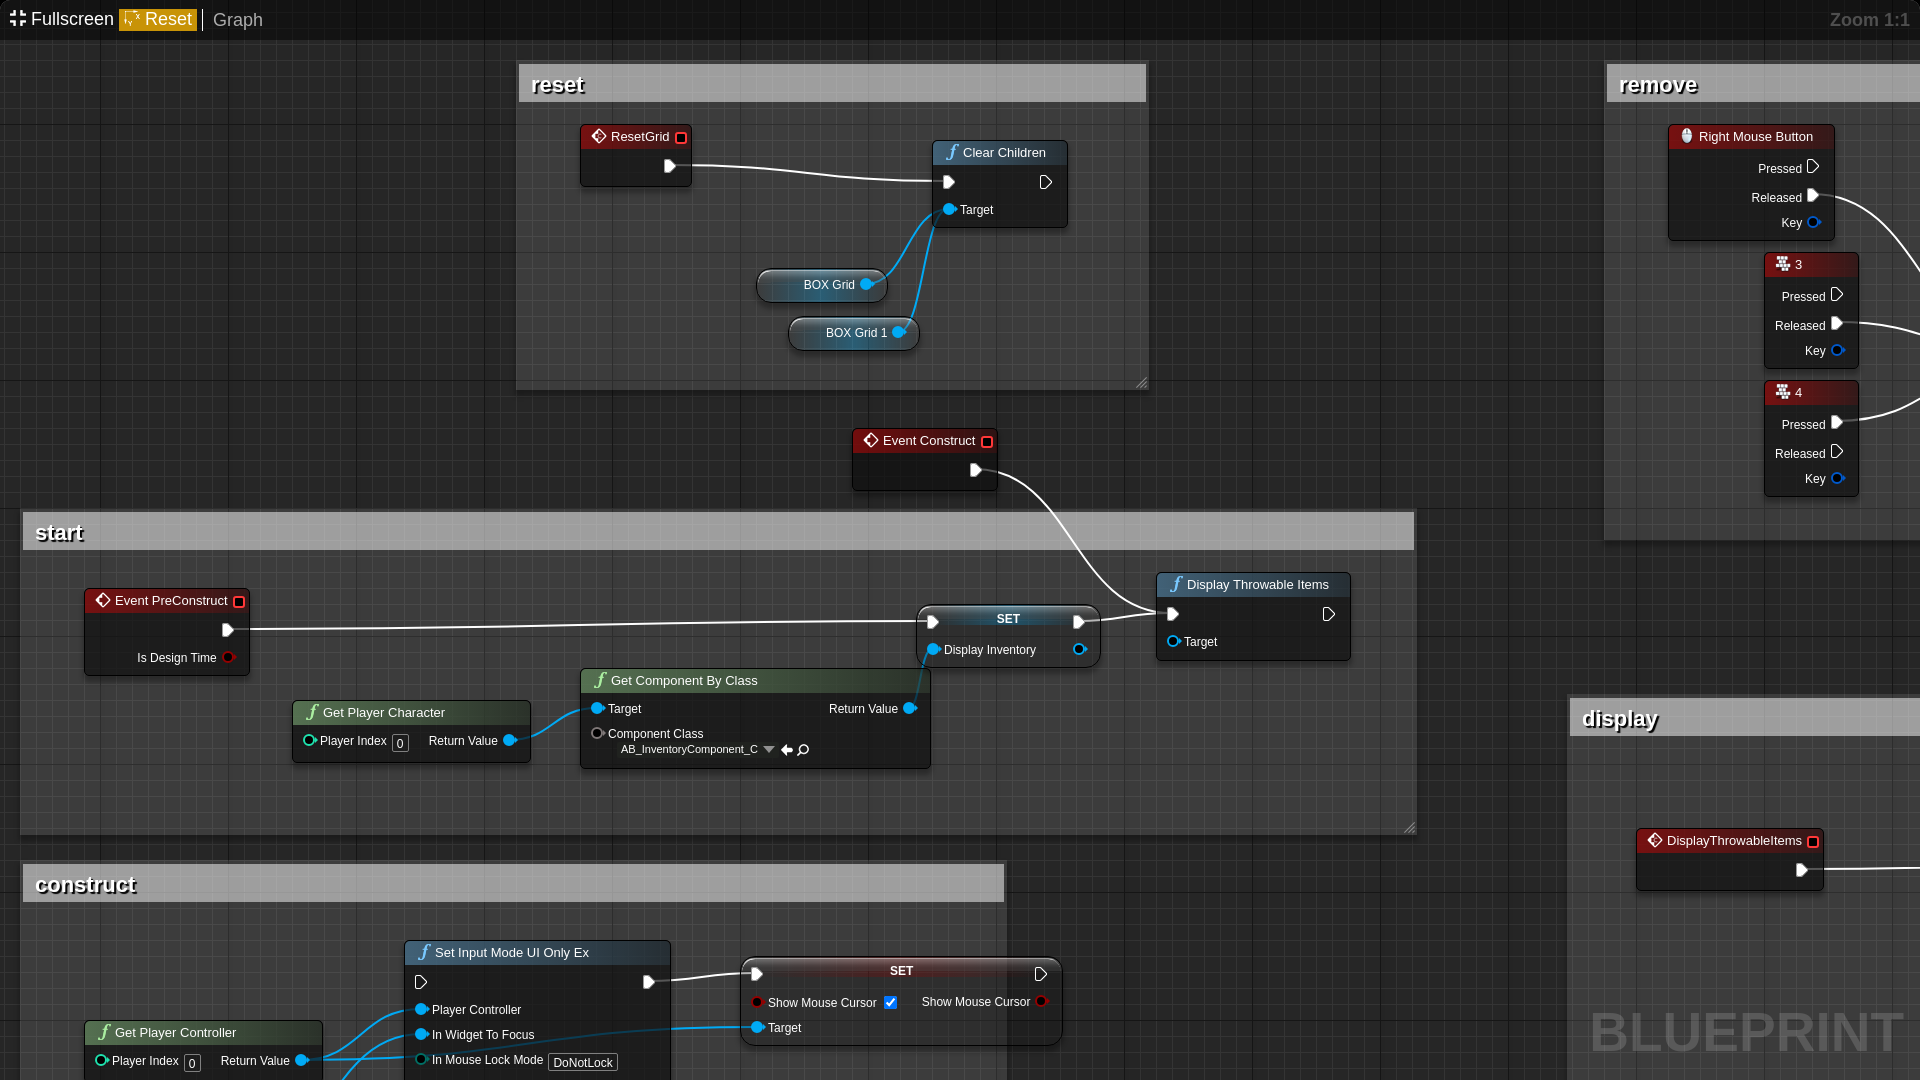 Fullscreen Reset Graph Zoom 1:1
reset
ResetGrid
Clear Children
Target
BOX Grid
BOX Grid 1
remove
Right Mouse Button
Pressed
Released
Key
3
Pressed
Released
Key
4
Pressed
Released
Key
Event Construct
start
Event PreConstruct
Is Design Time
Get Player Character
Player Index 0 Return Value
Get Component By Class
Target Return Value
Component Class
AB_InventoryComponent_C
SET
Display Inventory
Display Throwable Items
Target
display
DisplayThrowableItems
construct
Set Input Mode UI Only Ex
Player Controller
In Widget To Focus
In Mouse Lock Mode DoNotLock
Get Player Controller
Player Index 0 Return Value
SET
Show Mouse Cursor Show Mouse Cursor
Target
BLUEPRINT